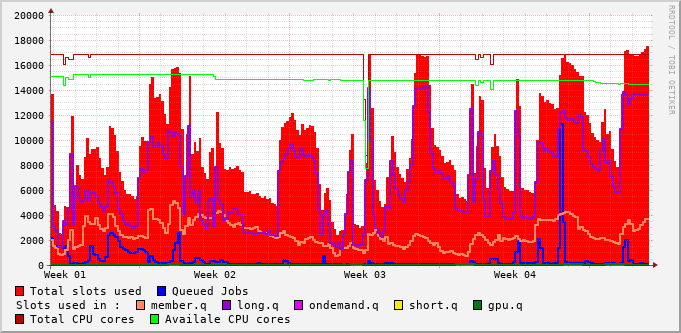 20000
18000
16000
14000
12000
10000
8000
6000
4000
2000
0
Week 01 Week 02 Week 03 Week 04
Total slots used Queued Jobs
Slots used in : member.q long.q ondemand.q short.q gpu.q
Total CPU cores Availale CPU cores
RRDTOOL / TOBI OETIKER